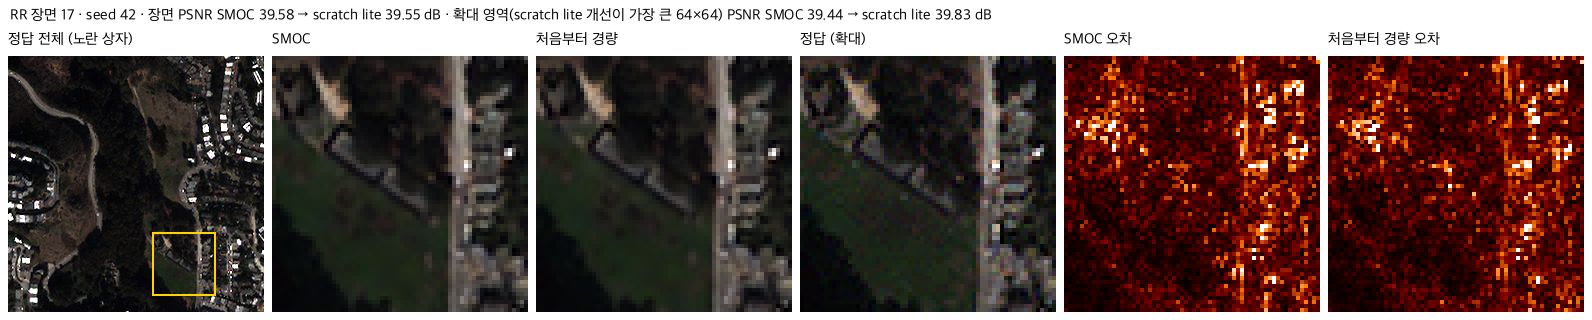 RR 장면 17 · seed 42 · 장면 PSNR SMOC 39.58 → scratch lite 39.55 dB · 확대 영역(scratch lite 개선이 가장 큰 64×64) PSNR SMOC 39.44 → scratch lite 39.83 dB
정답 전체 (노란 상자)
SMOC
처음부터 경량
정답 (확대)
SMOC 오차
처음부터 경량 오차